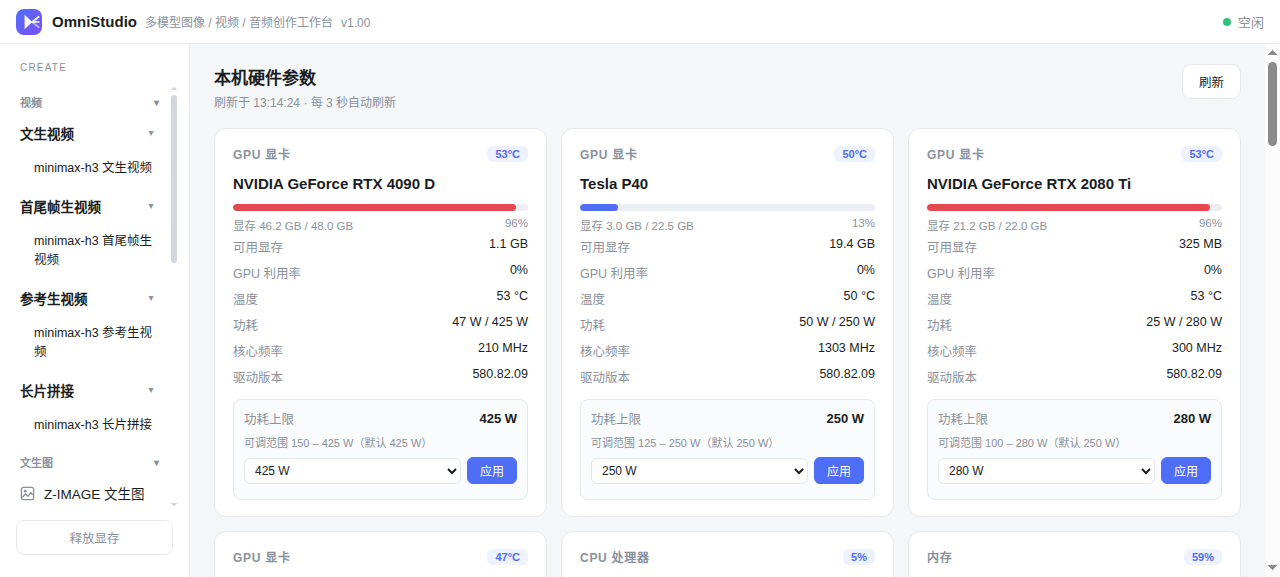 OmniStudio 多模型图像 / 视频 / 音频创作工作台 v1.00
空闲
CREATE
视频
文生视频
minimax-h3 文生视频
首尾帧生视频
minimax-h3 首尾帧生
视频
参考生视频
minimax-h3 参考生视
频
长片拼接
minimax-h3 长片拼接
文生图
Z-IMAGE 文生图
释放显存
本机硬件参数
刷新于 13:14:24 · 每 3 秒自动刷新
刷新
GPU 显卡
53°C
NVIDIA GeForce RTX 4090 D
显存 46.2 GB / 48.0 GB
96%
可用显存
1.1 GB
GPU 利用率
0%
温度
53 °C
功耗
47 W / 425 W
核心频率
210 MHz
驱动版本
580.82.09
功耗上限
425 W
可调范围 150 – 425 W（默认 425 W）
425 W
应用
GPU 显卡
50°C
Tesla P40
显存 3.0 GB / 22.5 GB
13%
可用显存
19.4 GB
GPU 利用率
0%
温度
50 °C
功耗
50 W / 250 W
核心频率
1303 MHz
驱动版本
580.82.09
功耗上限
250 W
可调范围 125 – 250 W（默认 250 W）
250 W
应用
GPU 显卡
53°C
NVIDIA GeForce RTX 2080 Ti
显存 21.2 GB / 22.0 GB
96%
可用显存
325 MB
GPU 利用率
0%
温度
53 °C
功耗
25 W / 280 W
核心频率
300 MHz
驱动版本
580.82.09
功耗上限
280 W
可调范围 100 – 280 W（默认 250 W）
280 W
应用
GPU 显卡
47°C
CPU 处理器
5%
内存
59%